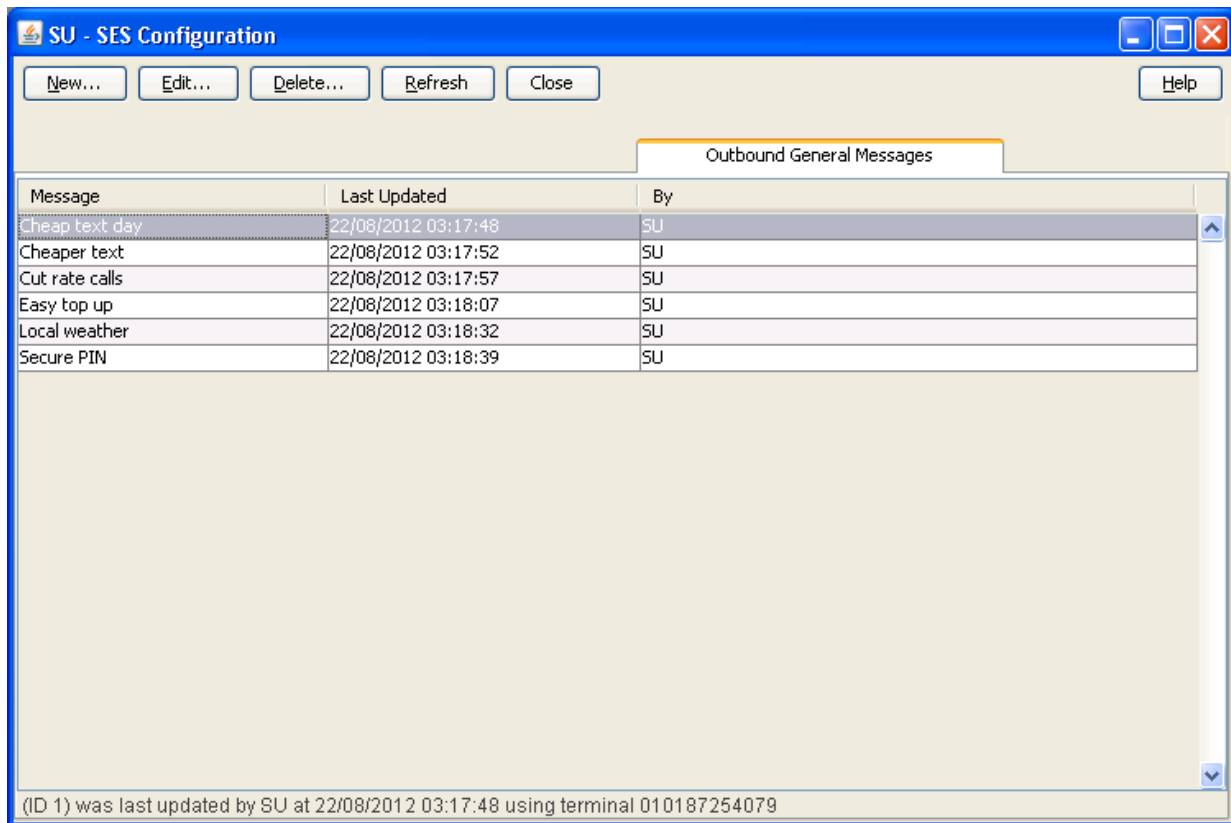 SU - SES Configuration
New... Edit... Delete... Refresh Close Help
Outbound General Messages
Message Last Updated By
Cheap text day 22/08/2012 03:17:48 SU
Cheaper text 22/08/2012 03:17:52 SU
Cut rate calls 22/08/2012 03:17:57 SU
Easy top up 22/08/2012 03:18:07 SU
Local weather 22/08/2012 03:18:32 SU
Secure PIN 22/08/2012 03:18:39 SU
(ID 1) was last updated by SU at 22/08/2012 03:17:48 using terminal 010187254079